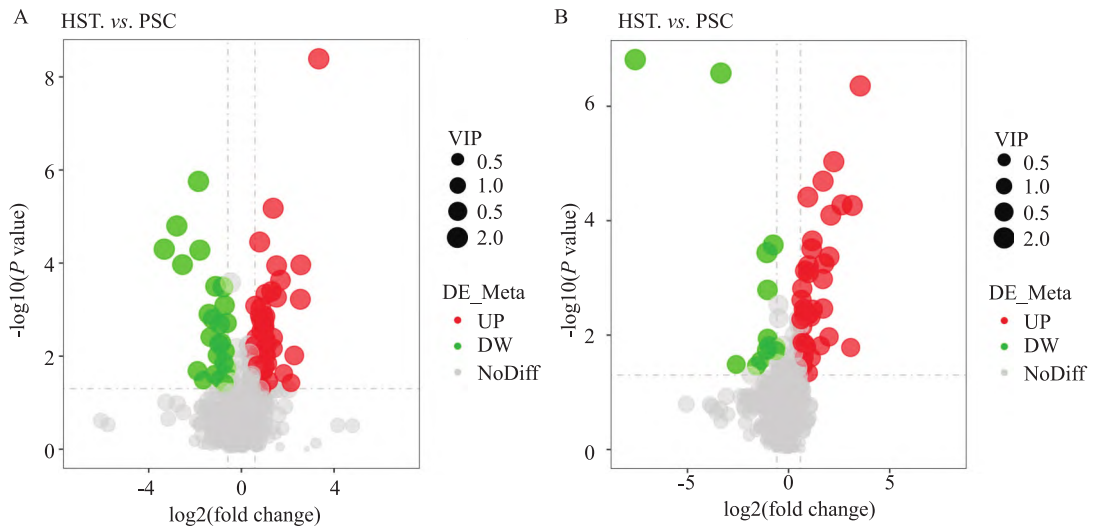 A
HST. vs. PSC
8
6
4
2
0
-log10(P value)
-4
0
4
log2(fold change)
VIP
0.5
1.0
0.5
2.0
DE_Meta
UP
DW
NoDiff
B
HST. vs. PSC
6
4
2
0
-log10(P value)
-5
0
5
log2(fold change)
VIP
0.5
1.0
0.5
2.0
DE_Meta
UP
DW
NoDiff